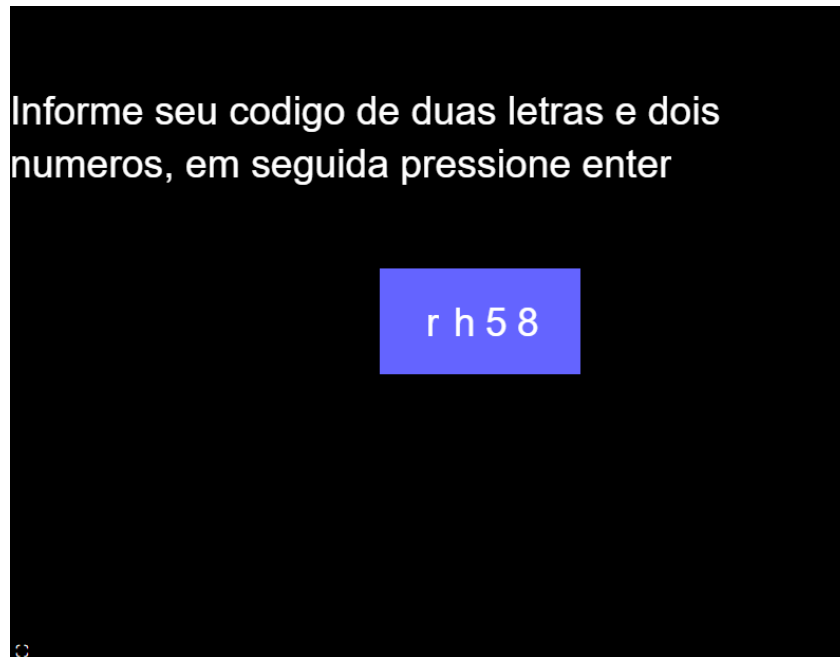 Informe seu codigo de duas letras e dois
numeros, em seguida pressione enter
r h 5 8